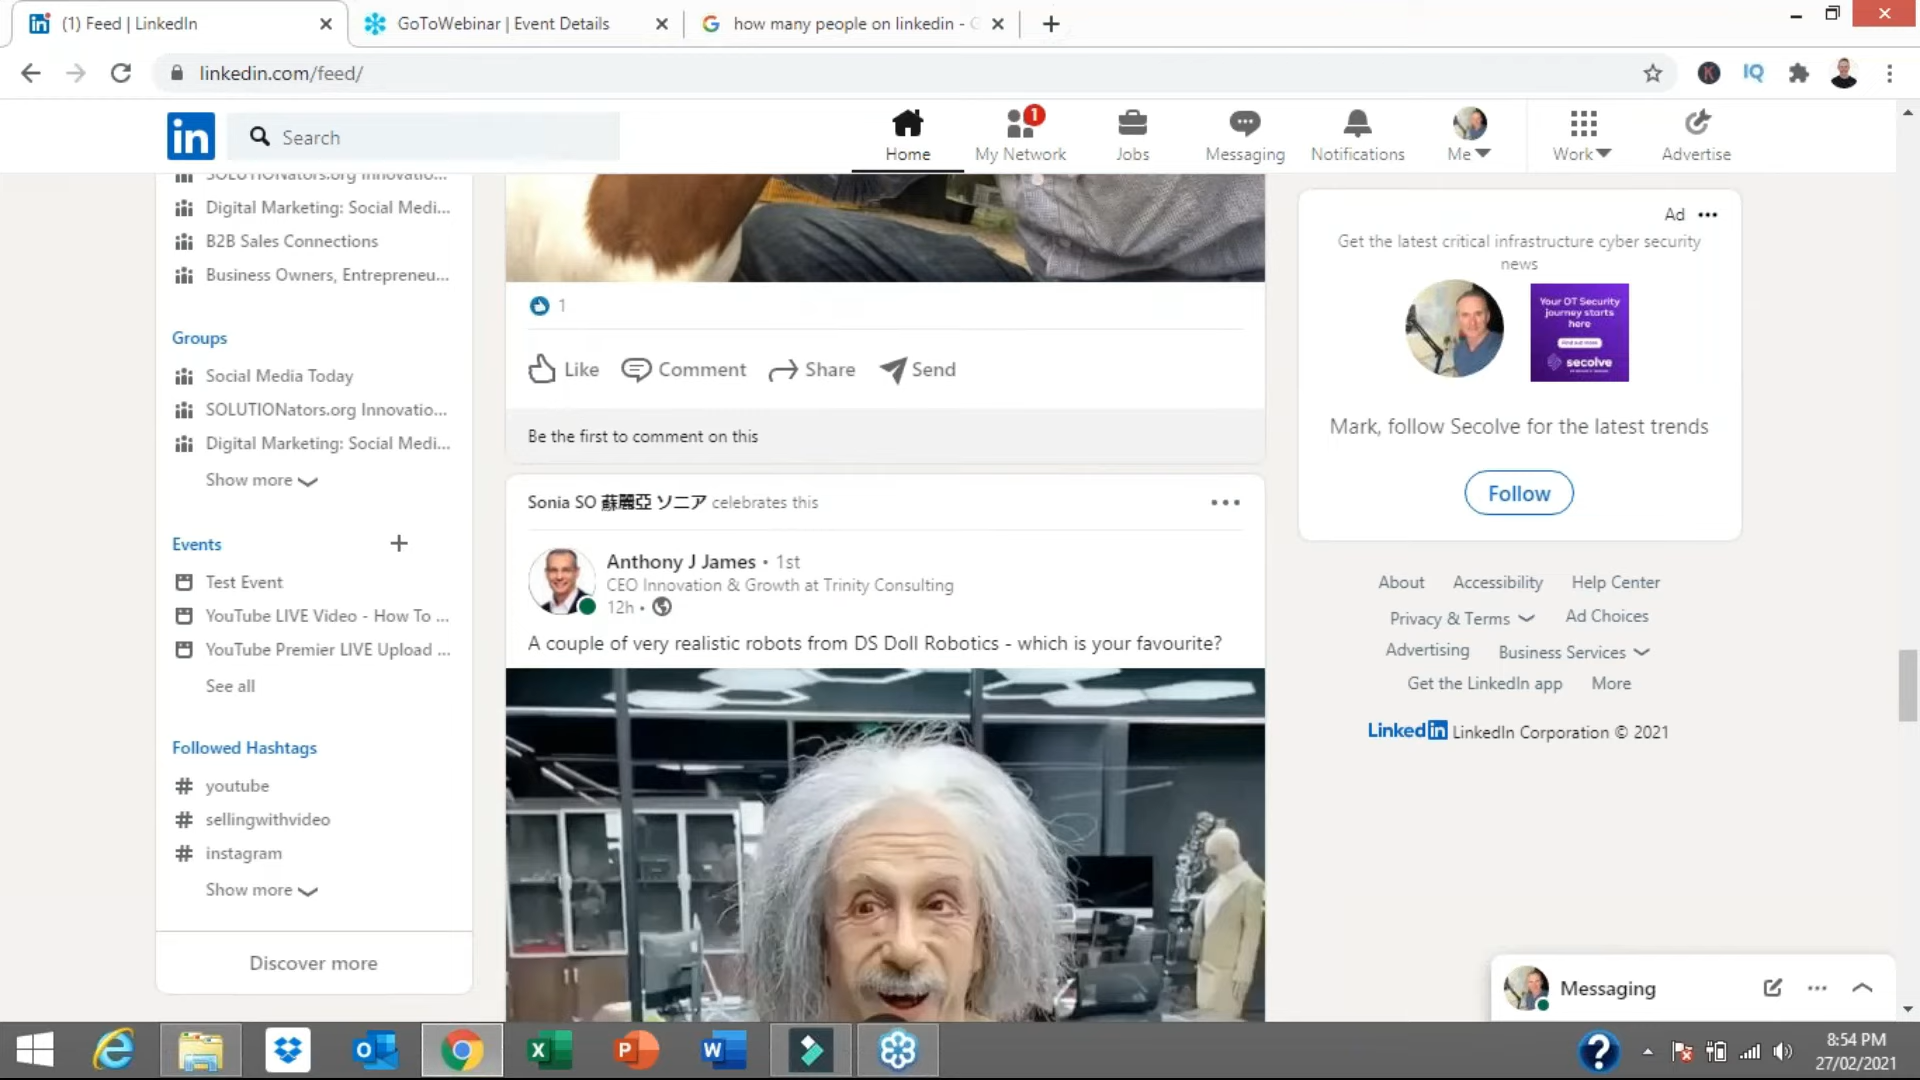 (1) Feed | LinkedIn
GoToWebinar | Event Details
how many people on linkedin - G
linkedin.com/feed/
K
IQ
in
Search
Home
1
My Network
Jobs
Messaging
Notifications
Me
Work
Advertise
SOLUTIONators.org Innovatio...
Digital Marketing: Social Medi...
B2B Sales Connections
Business Owners, Entrepreneu...
Groups
Social Media Today
SOLUTIONators.org Innovatio...
Digital Marketing: Social Medi...
Show more
Events
Test Event
YouTube LIVE Video - How To ...
YouTube Premier LIVE Upload ...
See all
Followed Hashtags
# youtube
# sellingwithvideo
# instagram
Show more
Discover more
1
Like
Comment
Share
Send
Be the first to comment on this
Sonia SO 蘇麗亞 ソニア celebrates this
Anthony J James • 1st
CEO Innovation & Growth at Trinity Consulting
12h •
A couple of very realistic robots from DS Doll Robotics - which is your favourite?
Ad
Get the latest critical infrastructure cyber security
news
Your OT Security
journey starts
here
secolve
Mark, follow Secolve for the latest trends
Follow
About
Accessibility
Help Center
Privacy & Terms
Ad Choices
Advertising
Business Services
Get the LinkedIn app
More
LinkedIn LinkedIn Corporation © 2021
Messaging
8:54 PM
27/02/2021